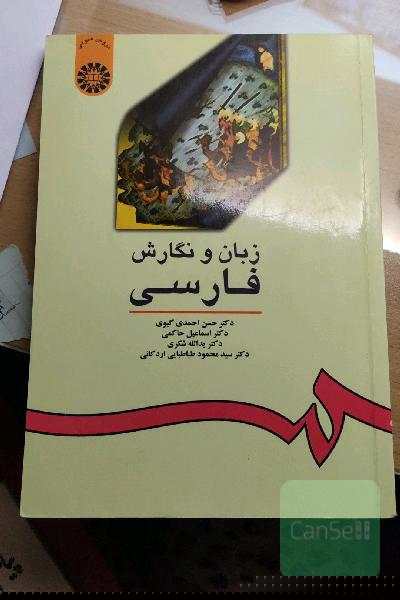 زبان و نگارش
فارسی
دکتر حسن احمدی گیوی
دکتر اسماعیل حاکمی
دکتر یدالله شکری
دکتر سید محمود طباطبایی اردکانی
CanSell